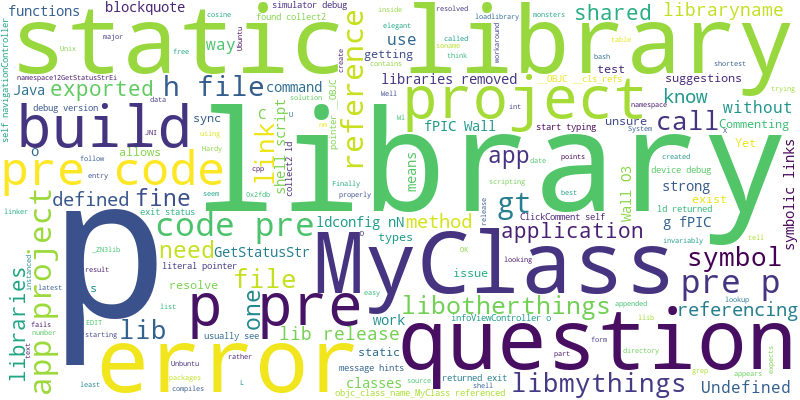 functions
blockquote
simulator debug
found collect2
cosine
Ubuntu
major
free
Unix
static library
inside
elegant
resolved
loadlibrary
monsters
called
soname
workaround
shared
libraryname
way
use
getting
contains
think
table
bash
shortest
self navigationController
namespace12GetStatusStrEi
Java
exported
h file
command
create
reference
libraries removed
test
__OBJC __cls_refs
suggestions
trying
debug version
data
build
sync
JNI
using
Hardy
link
shell script
C
u
solution
collect2 ld
pointer __OBJC
Well
project
int
namespace
know
without
unsure
System
Commenting
call
x
fPIC Wall
start typing
Yet
o
allows
follow
entry
seem
cpp
0x2fdb
Finally
properly
means
Wl
app
date
points
scripting
best
Wall O3
created
device debug
strong
exist
symbolic links
library
pre code
defined
fine
linker
exit status
_ZN3lib
p
code pre
ldconfig nN
method
types
gt
release
ClickComment self
application
g fPIC
ld returned
invariably
tell
need
GetStatusStr
literal pointer
resolve
file
OK
looking
issue
symbol
MyClass
pre p
result
s
latest
instance
list
easy
libotherthings
appended
lookup
llib
referencing
app project
libraries
number
fails
text
EDIT
starting
lib
p pre
one
usually see
rather
lib release
work
infoViewController o
form
part
directory
question
error
Unbuntu
packages
compiles
least
L
static
message hints
classes
source
returned exit
shell
objc_class_name_MyClass referenced
libmythings
grep
appears
expects
Undefined